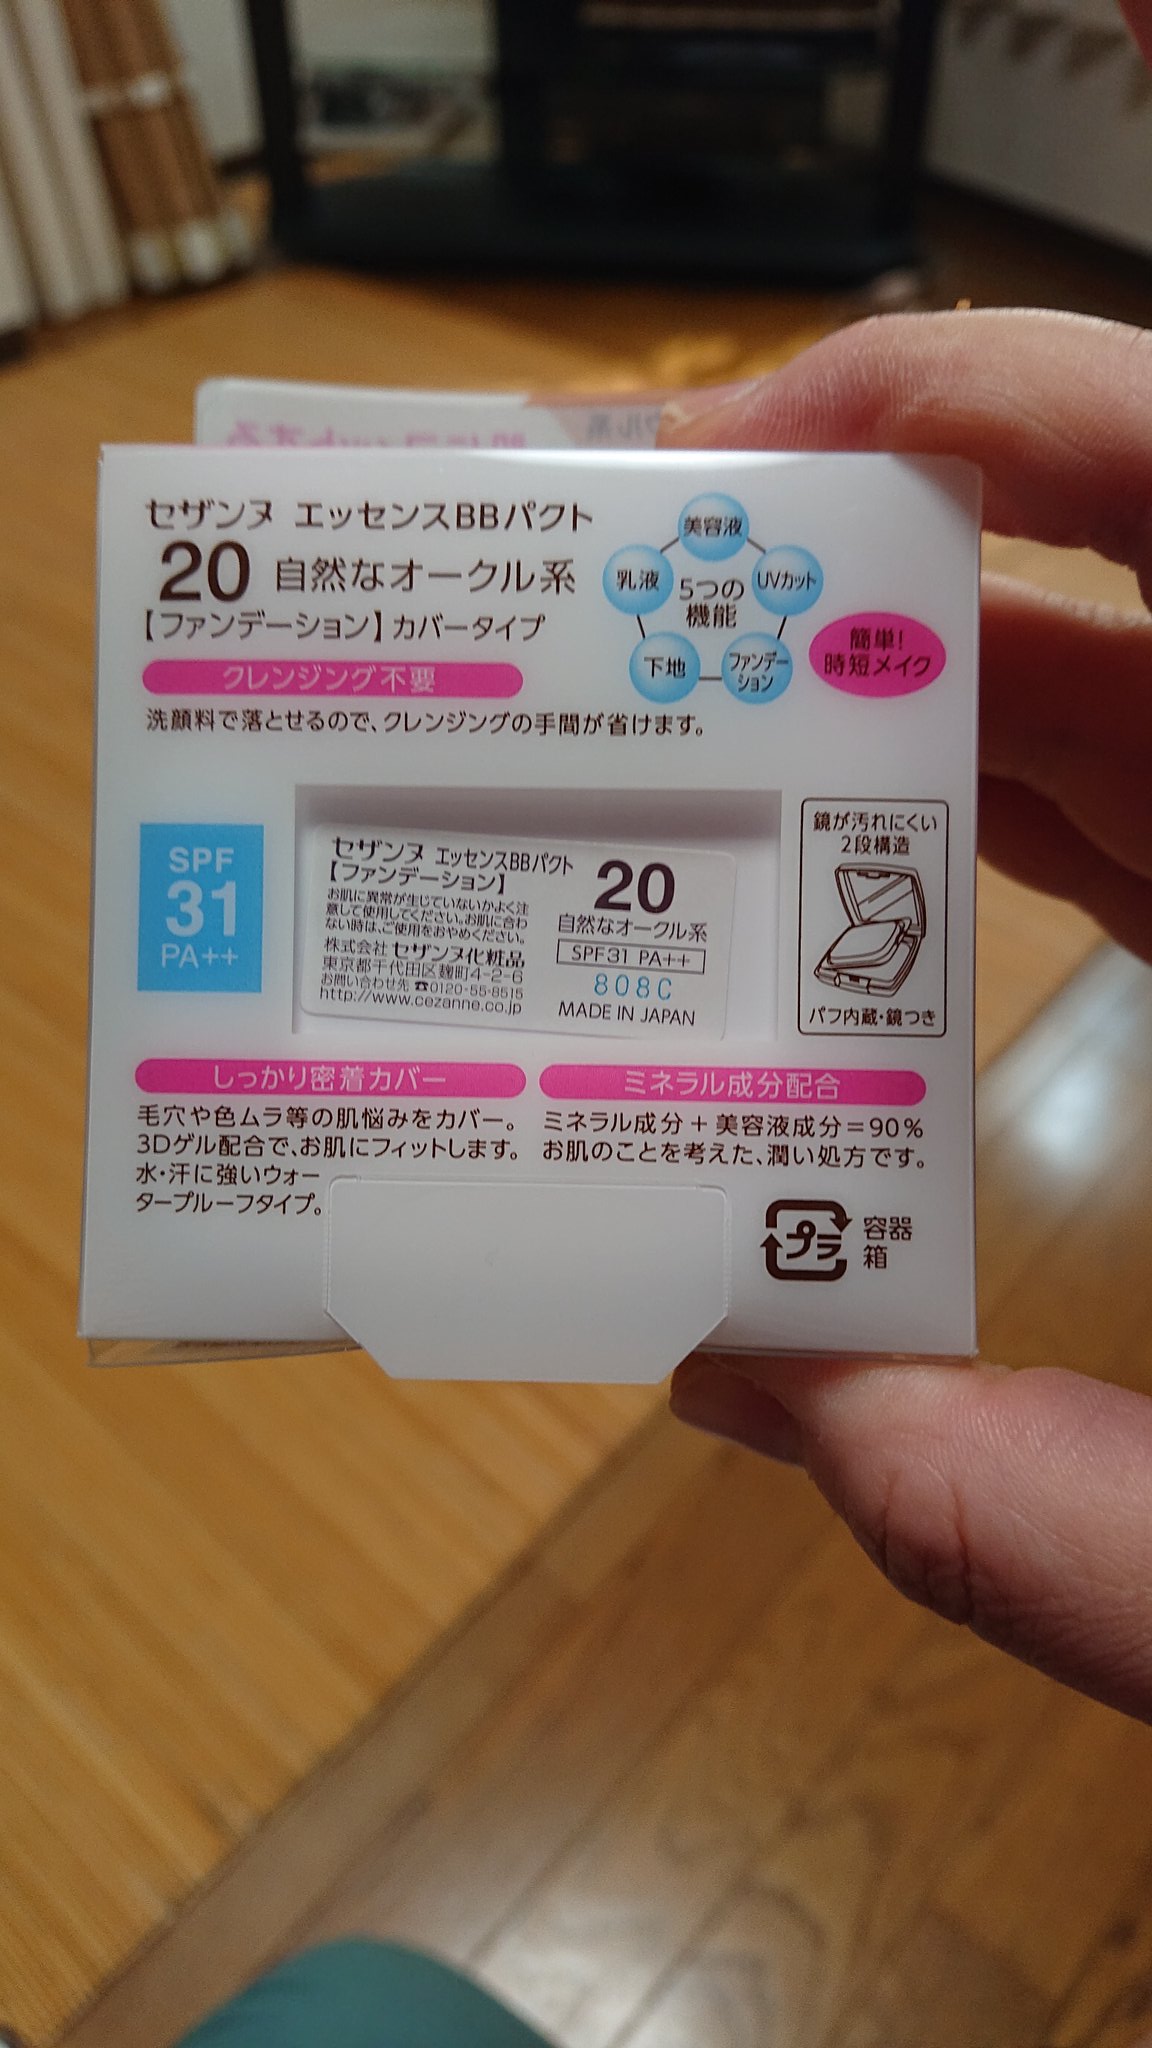 セザンヌ エッセンスBBパクト
20 自然なオークル系
【ファンデーション】カバータイプ
美容液
乳液
5つの
機能
UVカット
下地
ファンデー
ション
簡単!
時短メイク
クレンジング不要
洗顔料で落とせるので、クレンジングの手間が省けます。
SPF
31
PA++
セザンヌ エッセンスBBパクト
【ファンデーション】
お肌に異常が生じていないかよく注
意して使用してください。お肌に合わ
ない時は、ご使用をおやめください。
株式会社 セザンヌ化粧品
東京都千代田区麹町4-2-6
お問い合わせ先 ☎0120-55-8515
http://www.cezanne.co.jp
20
自然なオークル系
SPF31 PA++
808C
MADE IN JAPAN
鏡が汚れにくい
2段構造
パフ内蔵・鏡つき
しっかり密着カバー
毛穴や色ムラ等の肌悩みをカバー。
3Dゲル配合で、お肌にフィットします。
水・汗に強いウォー
タープルーフタイプ。
ミネラル成分配合
ミネラル成分+美容液成分=90%
お肌のことを考えた、潤い処方です。
プラ
容器
箱